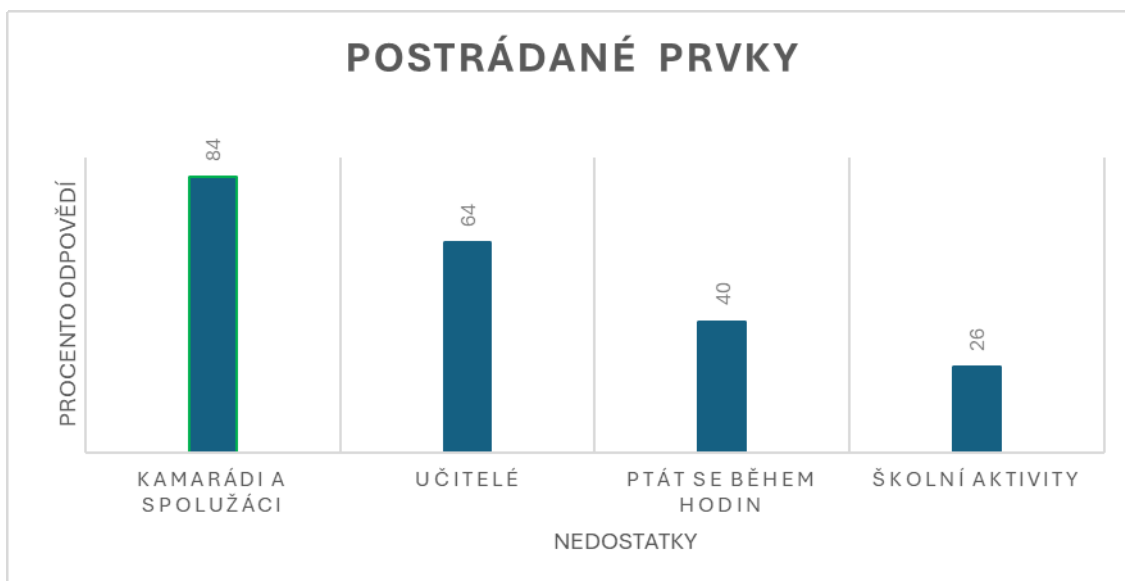 POSTRÁDANÉ PRVKY
PROCENTO ODPOVĚDÍ
84
64
40
26
KAMARÁDI A
SPOLUŽÁCI
UČITELÉ
PTÁT SE BĚHEM
HODIN
ŠKOLNÍ AKTIVITY
NEDOSTATKY